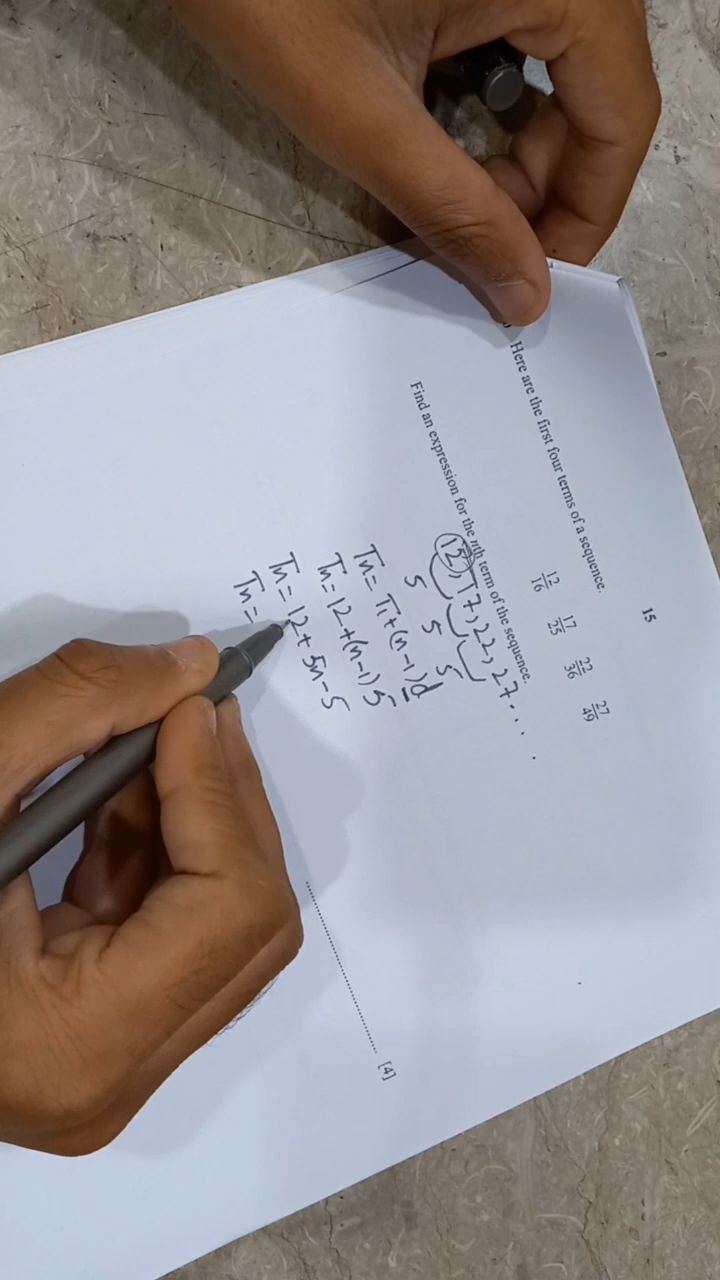 15
Here are the first four terms of a sequence.
12/16 17/25 22/36 27/49
Find an expression for the nth term of the sequence.
12, 17, 22, 27....
5 5 5
Tn = T1 + (n-1)d
Tn = 12 + (n-1)5
Tn = 12 + 5n - 5
Tn =
[4]